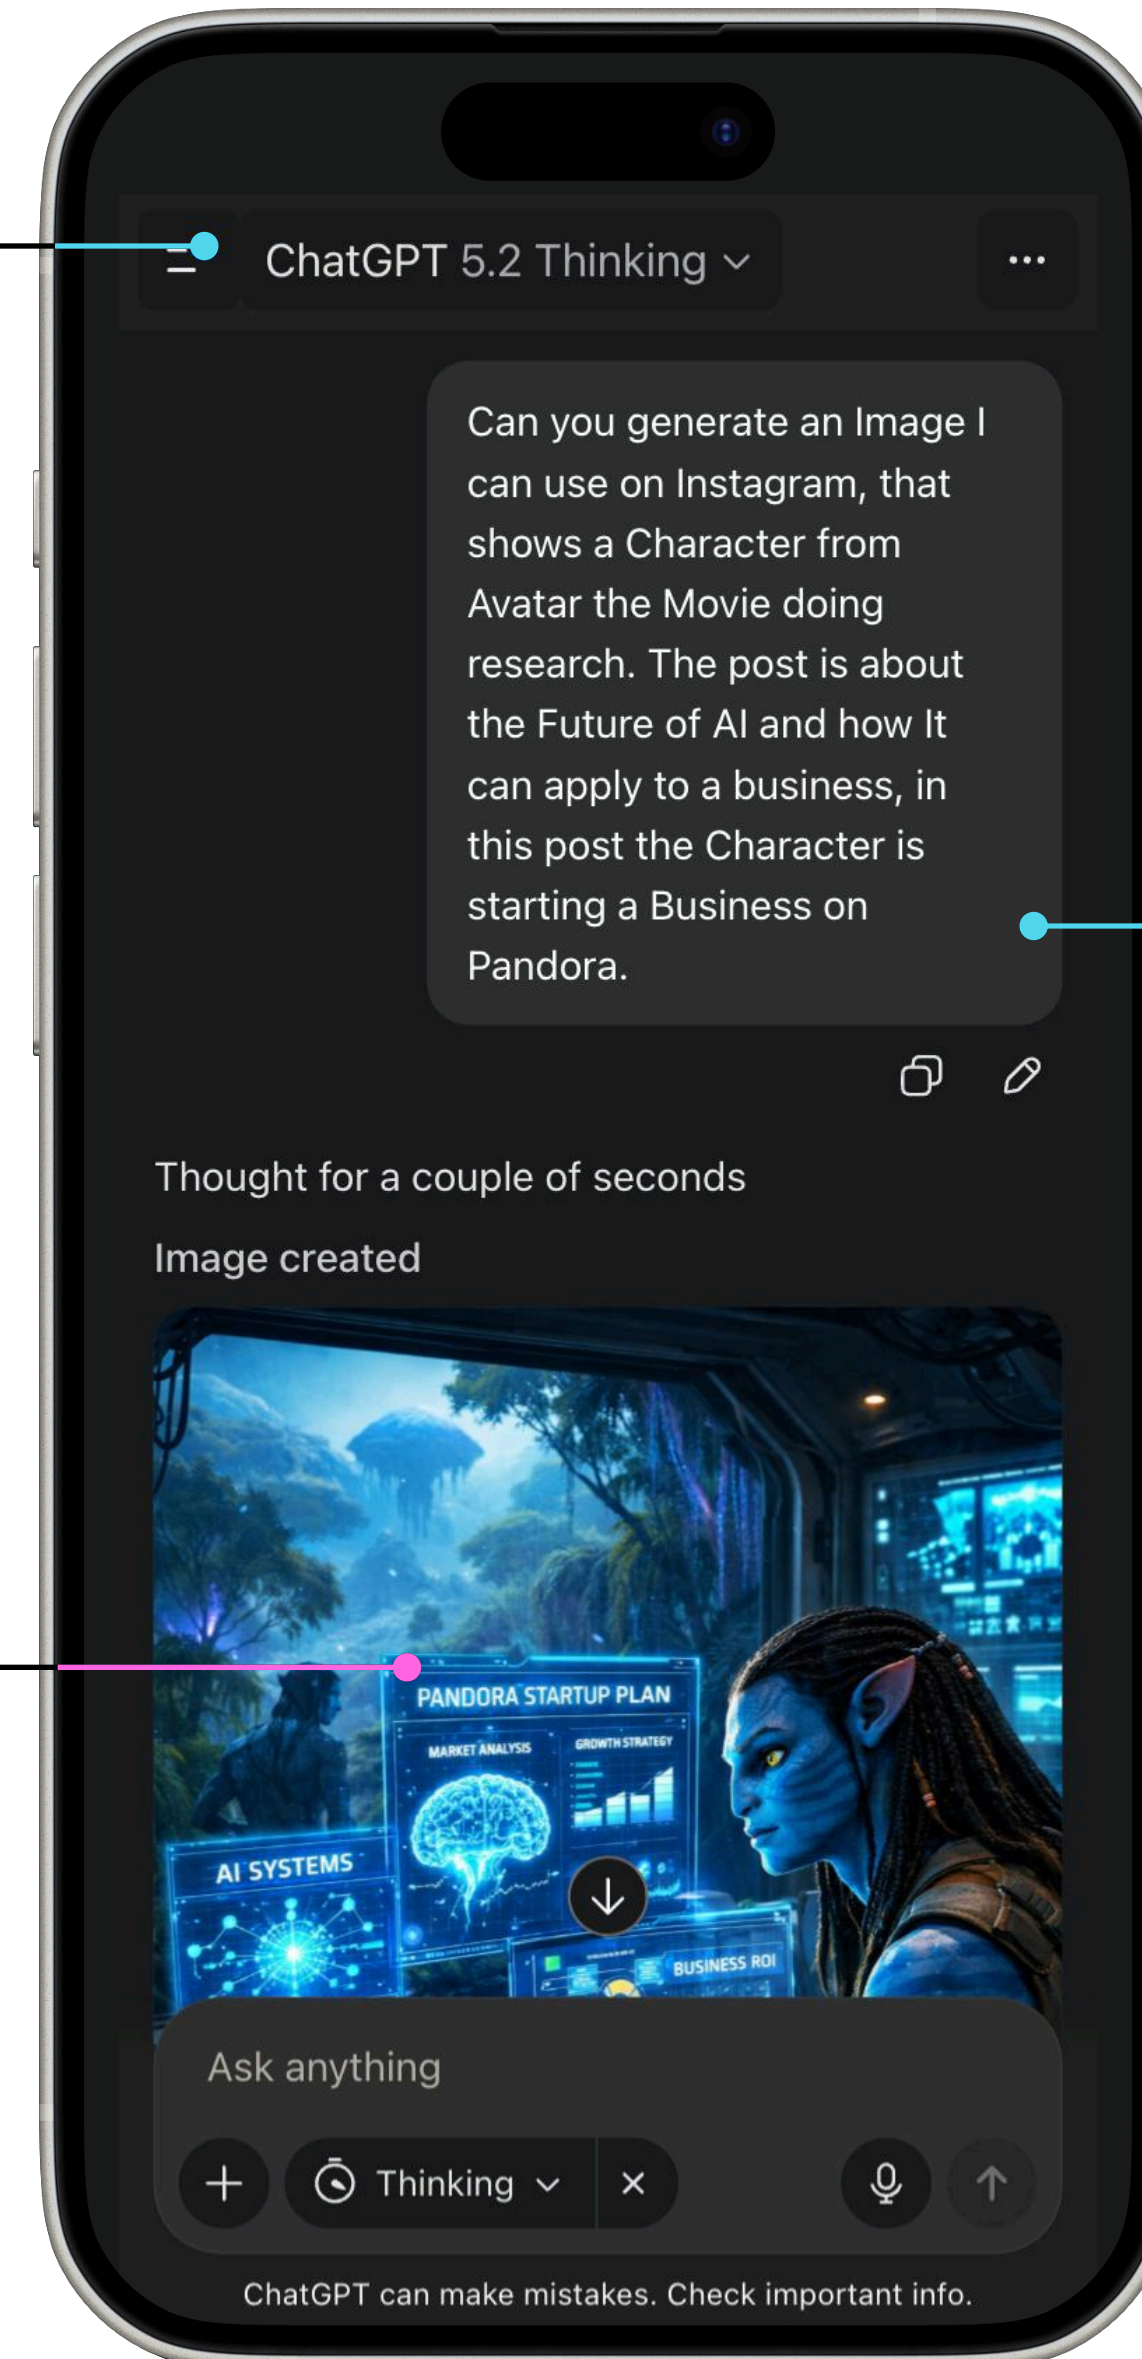 ChatGPT 5.2 Thinking
Can you generate an Image I
can use on Instagram, that
shows a Character from
Avatar the Movie doing
research. The post is about
the Future of AI and how It
can apply to a business, in
this post the Character is
starting a Business on
Pandora.
Thought for a couple of seconds
Image created
PANDORA STARTUP PLAN
MARKET ANALYSIS
GROWTH STRATEGY
AI SYSTEMS
BUSINESS ROI
Ask anything
Thinking
ChatGPT can make mistakes. Check important info.